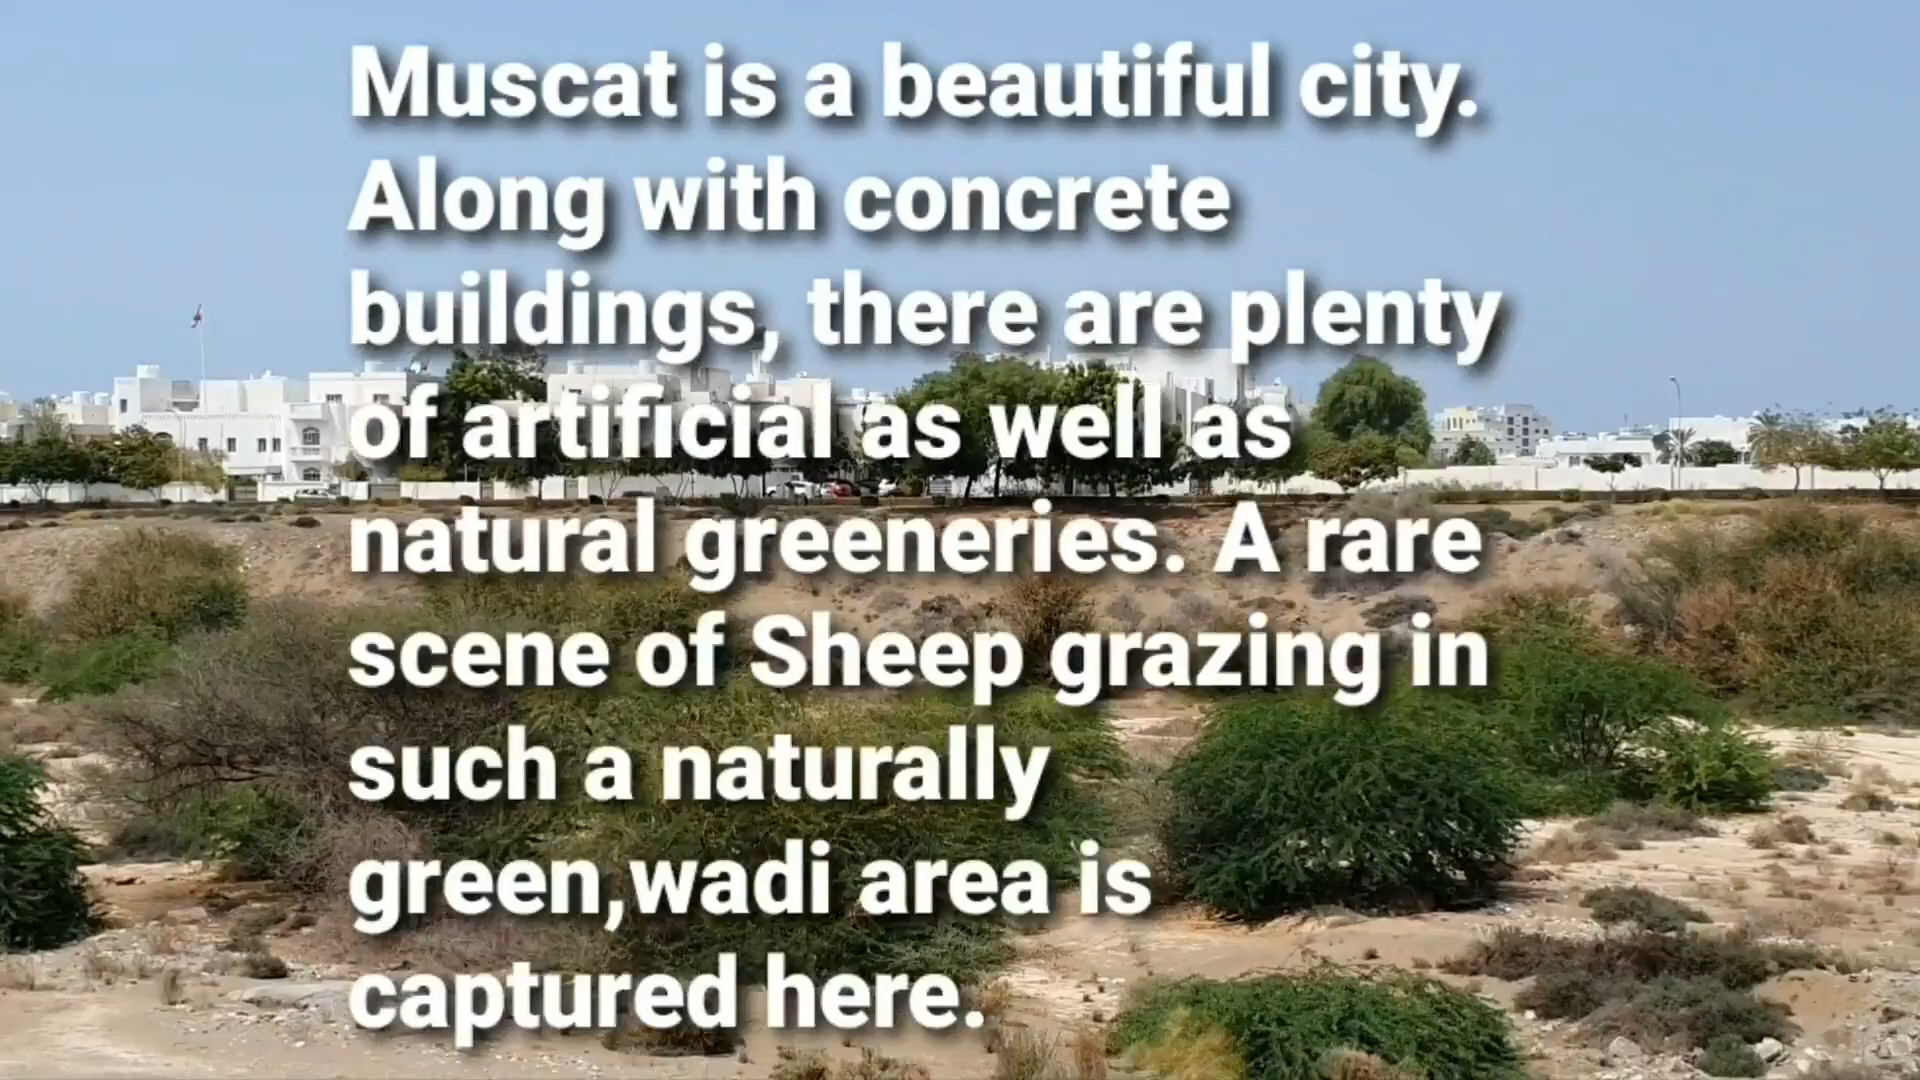 Muscat is a beautiful city.
Along with concrete
buildings, there are plenty
of artificial as well as
natural greeneries. A rare
scene of Sheep grazing in
such a naturally
green,wadi area is
captured here.